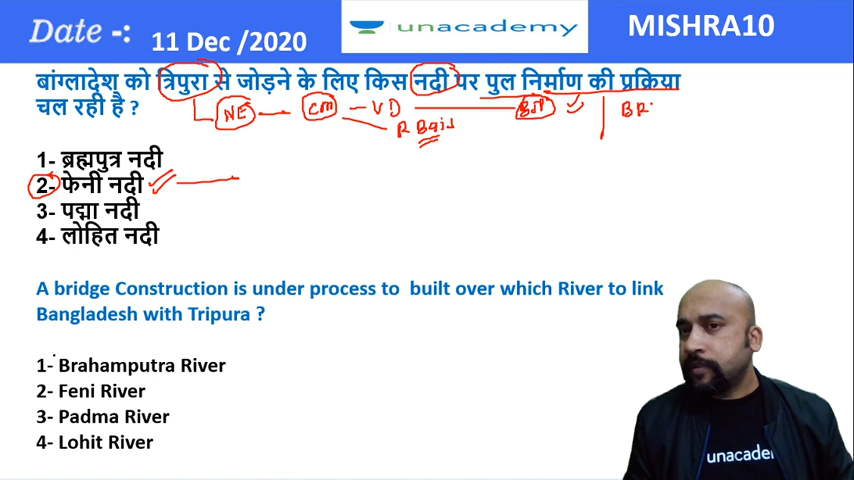 Date -:
11 Dec /2020
unacademy
MISHRA10
बांग्लादेश को त्रिपुरा से जोड़ने के लिए किस नदी पर पुल निर्माण की प्रक्रिया
चल रही है ?
NE CM VD BJP BR
R Bais
1- ब्रह्मपुत्र नदी
2- फेनी नदी
3- पद्मा नदी
4- लोहित नदी
A bridge Construction is under process to built over which River to link
Bangladesh with Tripura ?
1- Brahamputra River
2- Feni River
3- Padma River
4- Lohit River
unacade